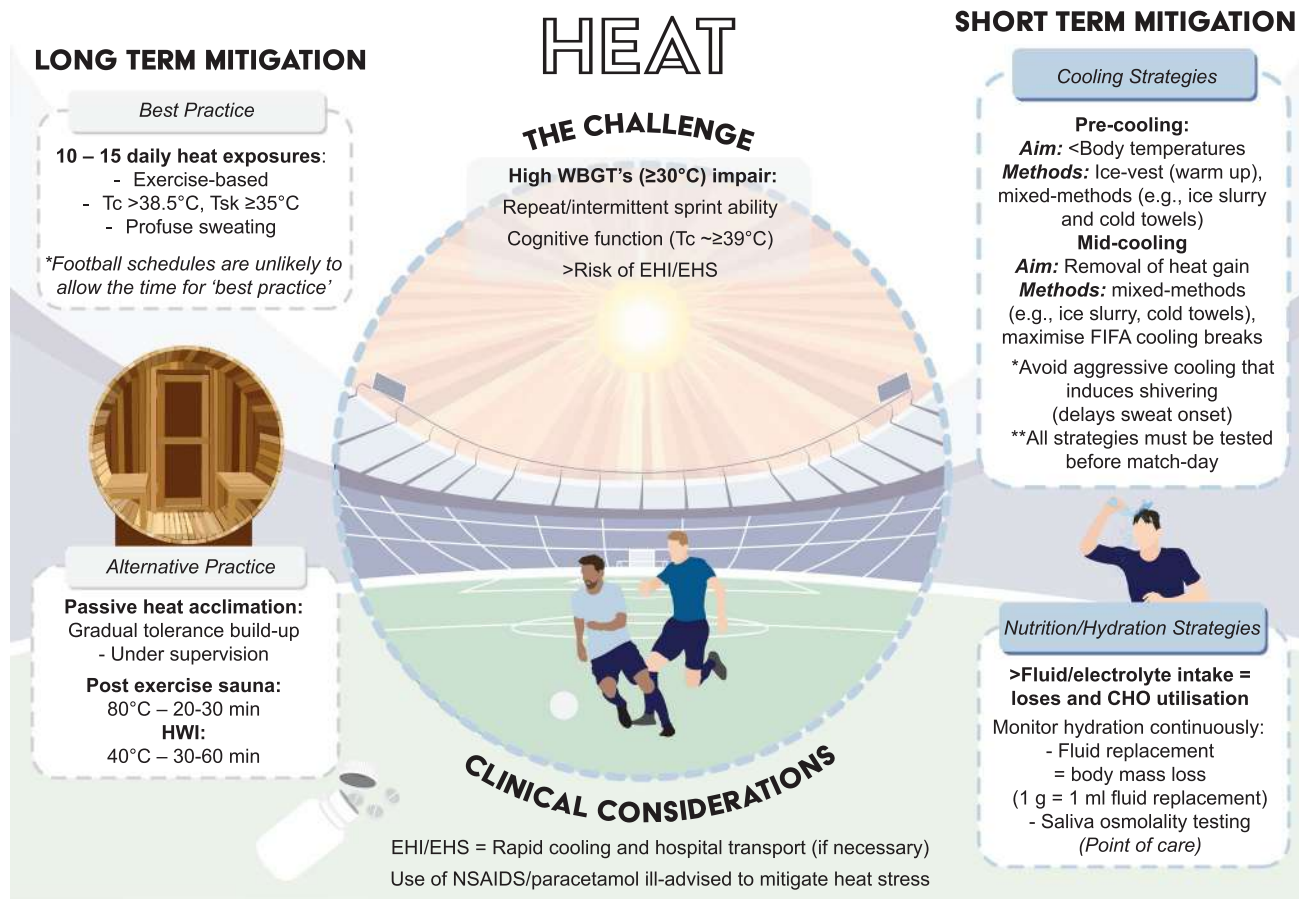 HEAT
LONG TERM MITIGATION
Best Practice
10 – 15 daily heat exposures:
- Exercise-based
- Tc >38.5°C, Tsk ≥35°C
- Profuse sweating
*Football schedules are unlikely to
allow the time for ‘best practice’
Alternative Practice
Passive heat acclimation:
Gradual tolerance build-up
- Under supervision
Post exercise sauna:
80°C – 20-30 min
HWI:
40°C – 30-60 min
THE CHALLENGE
High WBGT’s (≥30°C) impair:
Repeat/intermittent sprint ability
Cognitive function (Tc ~≥39°C)
>Risk of EHI/EHS
CLINICAL CONSIDERATIONS
EHI/EHS = Rapid cooling and hospital transport (if necessary)
Use of NSAIDS/paracetamol ill-advised to mitigate heat stress
SHORT TERM MITIGATION
Cooling Strategies
Pre-cooling:
Aim: <Body temperatures
Methods: Ice-vest (warm up),
mixed-methods (e.g., ice slurry
and cold towels)
Mid-cooling
Aim: Removal of heat gain
Methods: mixed-methods
(e.g., ice slurry, cold towels),
maximise FIFA cooling breaks
*Avoid aggressive cooling that
induces shivering
(delays sweat onset)
**All strategies must be tested
before match-day
Nutrition/Hydration Strategies
>Fluid/electrolyte intake =
loses and CHO utilisation
Monitor hydration continuously:
- Fluid replacement
= body mass loss
(1 g = 1 ml fluid replacement)
- Saliva osmolality testing
(Point of care)